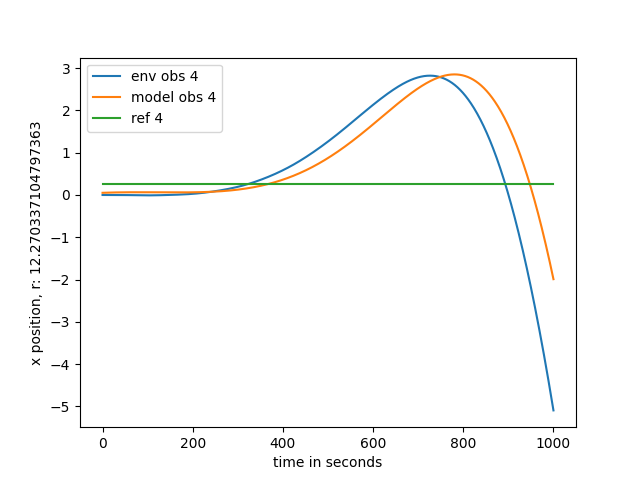 env obs 4
model obs 4
ref 4
3
2
1
0
−1
−2
−3
−4
−5
x position, r: 12.270337104797363
0 200 400 600 800 1000
time in seconds